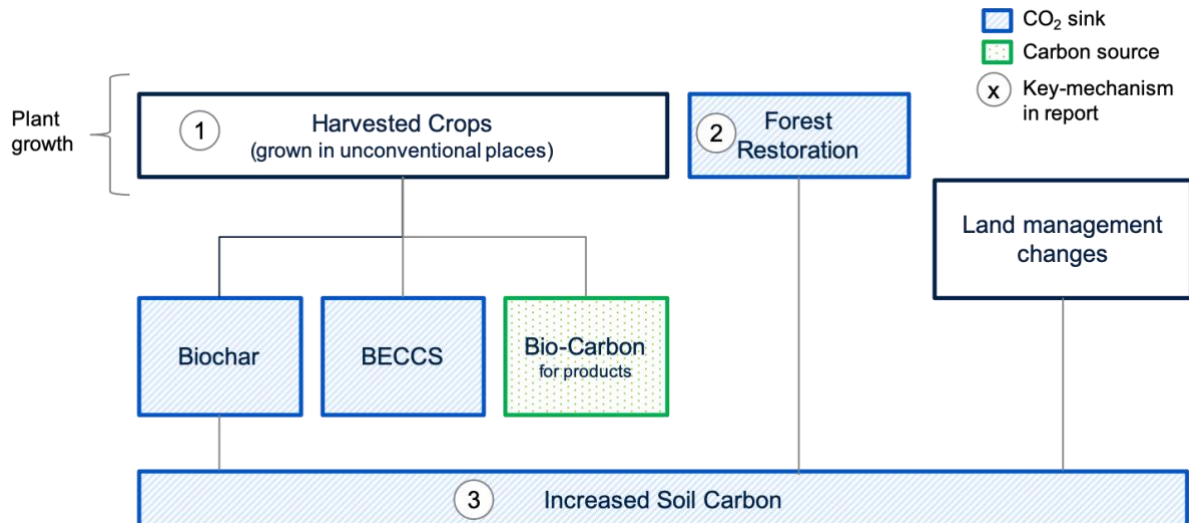 CO₂ sink
Carbon source
x Key-mechanism
in report
Plant
growth
1 Harvested Crops
(grown in unconventional places)
2 Forest
Restoration
Land management
changes
Biochar
BECCS
Bio-Carbon
for products
3 Increased Soil Carbon